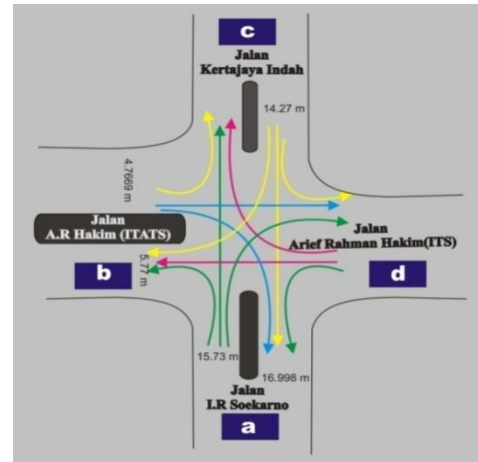 c
Jalan
Kertajaya Indah
14.27 m
4.7669 m
Jalan
A.R Hakim (ITATS)
Jalan
Arief Rahman Hakim(ITS)
b
5.77 m
d
15.73 m
16.998 m
Jalan
I.R Soekarno
a